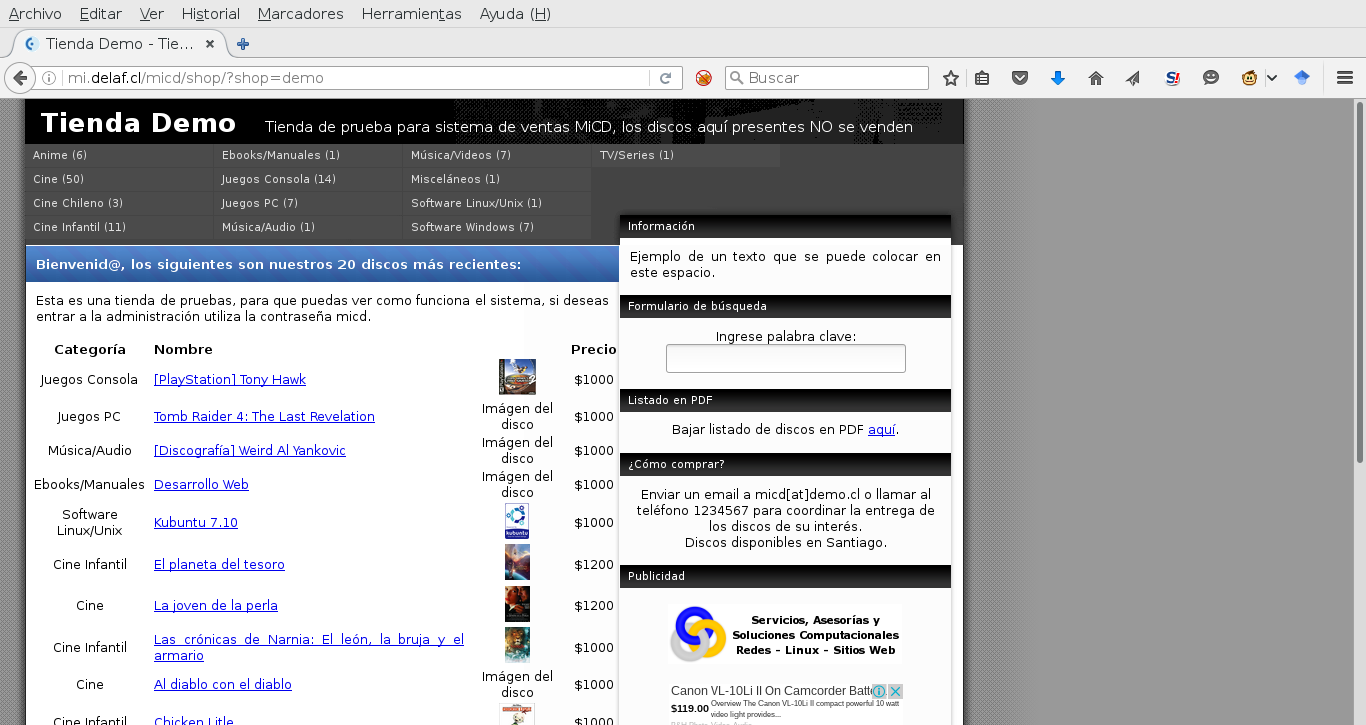 Archivo Editar Ver Historial Marcadores Herramientas Ayuda (H)
Tienda Demo - Tie...
mi.delaf.cl/micd/shop/?shop=demo
Buscar
Tienda Demo Tienda de prueba para sistema de ventas MiCD, los discos aquí presentes NO se venden
Anime (6) Ebooks/Manuales (1) Música/Videos (7) TV/Series (1)
Cine (50) Juegos Consola (14) Misceláneos (1)
Cine Chileno (3) Juegos PC (7) Software Linux/Unix (1)
Cine Infantil (11) Música/Audio (1) Software Windows (7)
Bienvenid@, los siguientes son nuestros 20 discos más recientes:
Esta es una tienda de pruebas, para que puedas ver como funciona el sistema, si deseas
entrar a la administración utiliza la contraseña micd.
Categoría Nombre Precio
Juegos Consola [PlayStation] Tony Hawk $1000
Juegos PC Tomb Raider 4: The Last Revelation Imágen del
disco $1000
Música/Audio [Discografía] Weird Al Yankovic Imágen del
disco $1000
Ebooks/Manuales Desarrollo Web Imágen del
disco $1000
Software
Linux/Unix Kubuntu 7.10 kubuntu $1000
Cine Infantil El planeta del tesoro $1200
Cine La joven de la perla $1200
Cine Infantil Las crónicas de Narnia: El león, la bruja y el
armario $1000
Cine Al diablo con el diablo Imágen del
disco $1000
Cine Infantil Chicken Litle $1000
Información
Ejemplo de un texto que se puede colocar en
este espacio.
Formulario de búsqueda
Ingrese palabra clave:
Listado en PDF
Bajar listado de discos en PDF aquí.
¿Cómo comprar?
Enviar un email a micd[at]demo.cl o llamar al
teléfono 1234567 para coordinar la entrega de
los discos de su interés.
Discos disponibles en Santiago.
Publicidad
Servicios, Asesorías y
Soluciones Computacionales
Redes - Linux - Sitios Web
Canon VL-10Li II On Camcorder Batte...
$119.00 Overview The Canon VL-10Li II compact powerful 10 watt
video light provides...